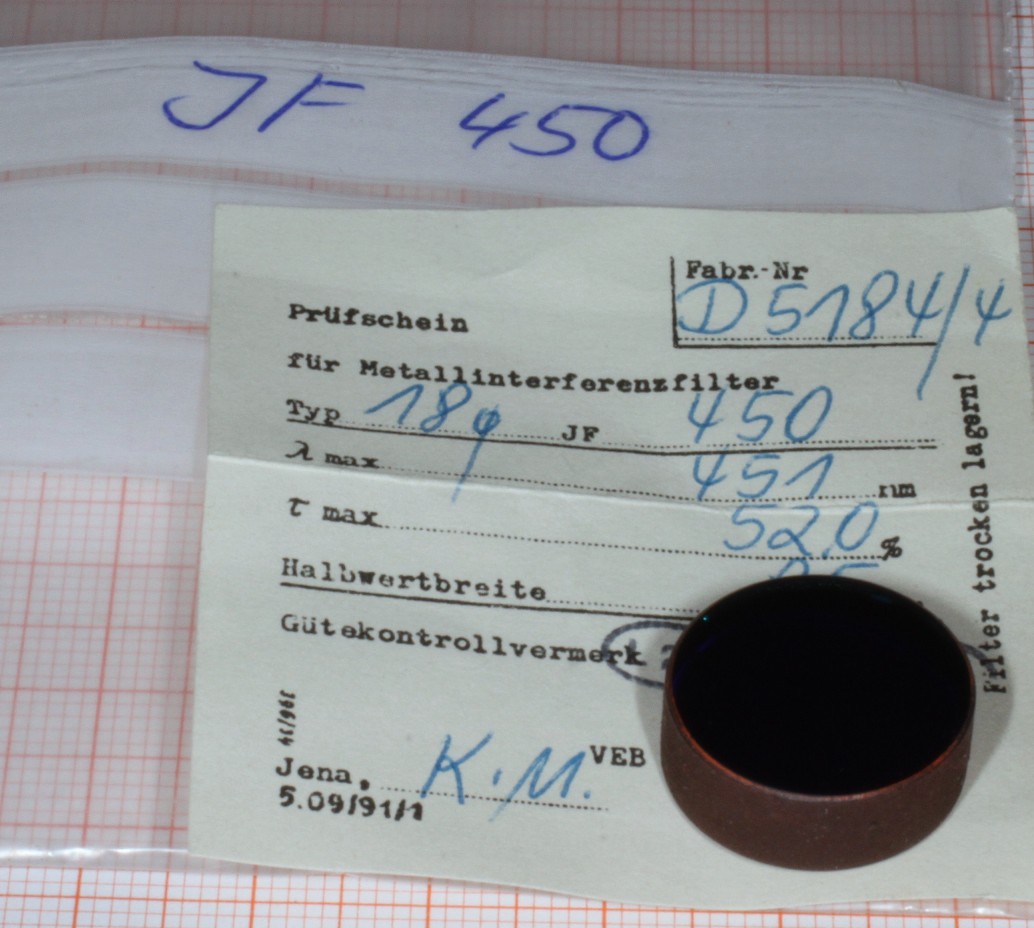 JF 450
Fabr.-Nr
D 5184/4
Prüfschein
für Metallinterferenzfilter
Typ 18 φ JF 450
λ max 451 nm
τ max 52,0 %
Halbwertbreite
Gütekontrollvermerk
Jena, K.M. VEB
5.09/91/1
Filter trocken lagern!